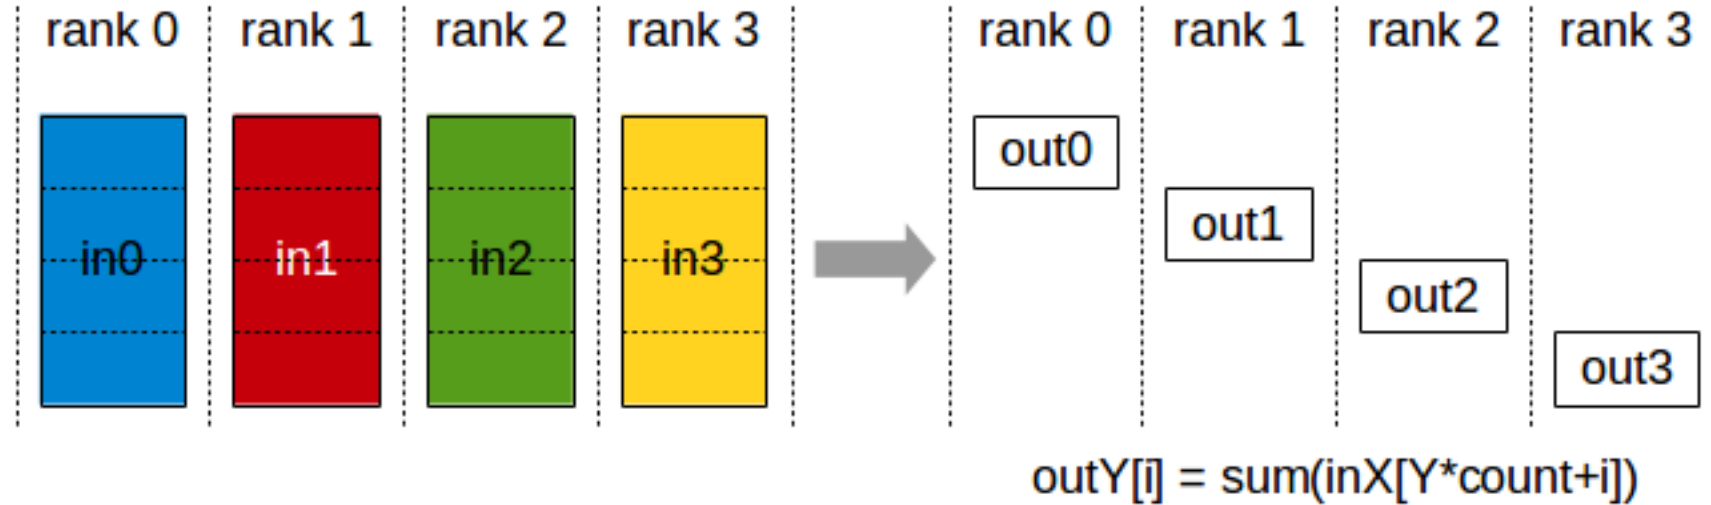 rank 0 rank 1 rank 2 rank 3 rank 0 rank 1 rank 2 rank 3
out0
out1
in0 in1 in2 in3
out2
out3
outY[i] = sum(inX[Y*count+i])